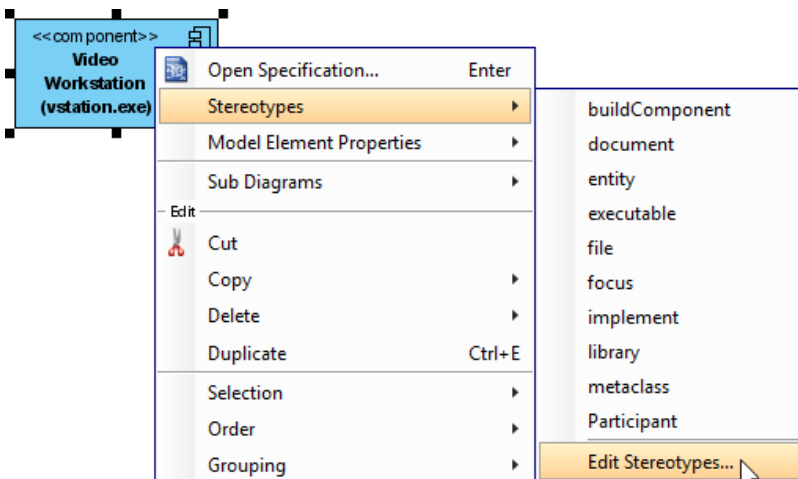 <<component>>
Video
Workstation
(vstation.exe)
Open Specification... Enter
Stereotypes
Model Element Properties
Sub Diagrams
Edit
Cut
Copy
Delete
Duplicate Ctrl+E
Selection
Order
Grouping
buildComponent
document
entity
executable
file
focus
implement
library
metaclass
Participant
Edit Stereotypes...